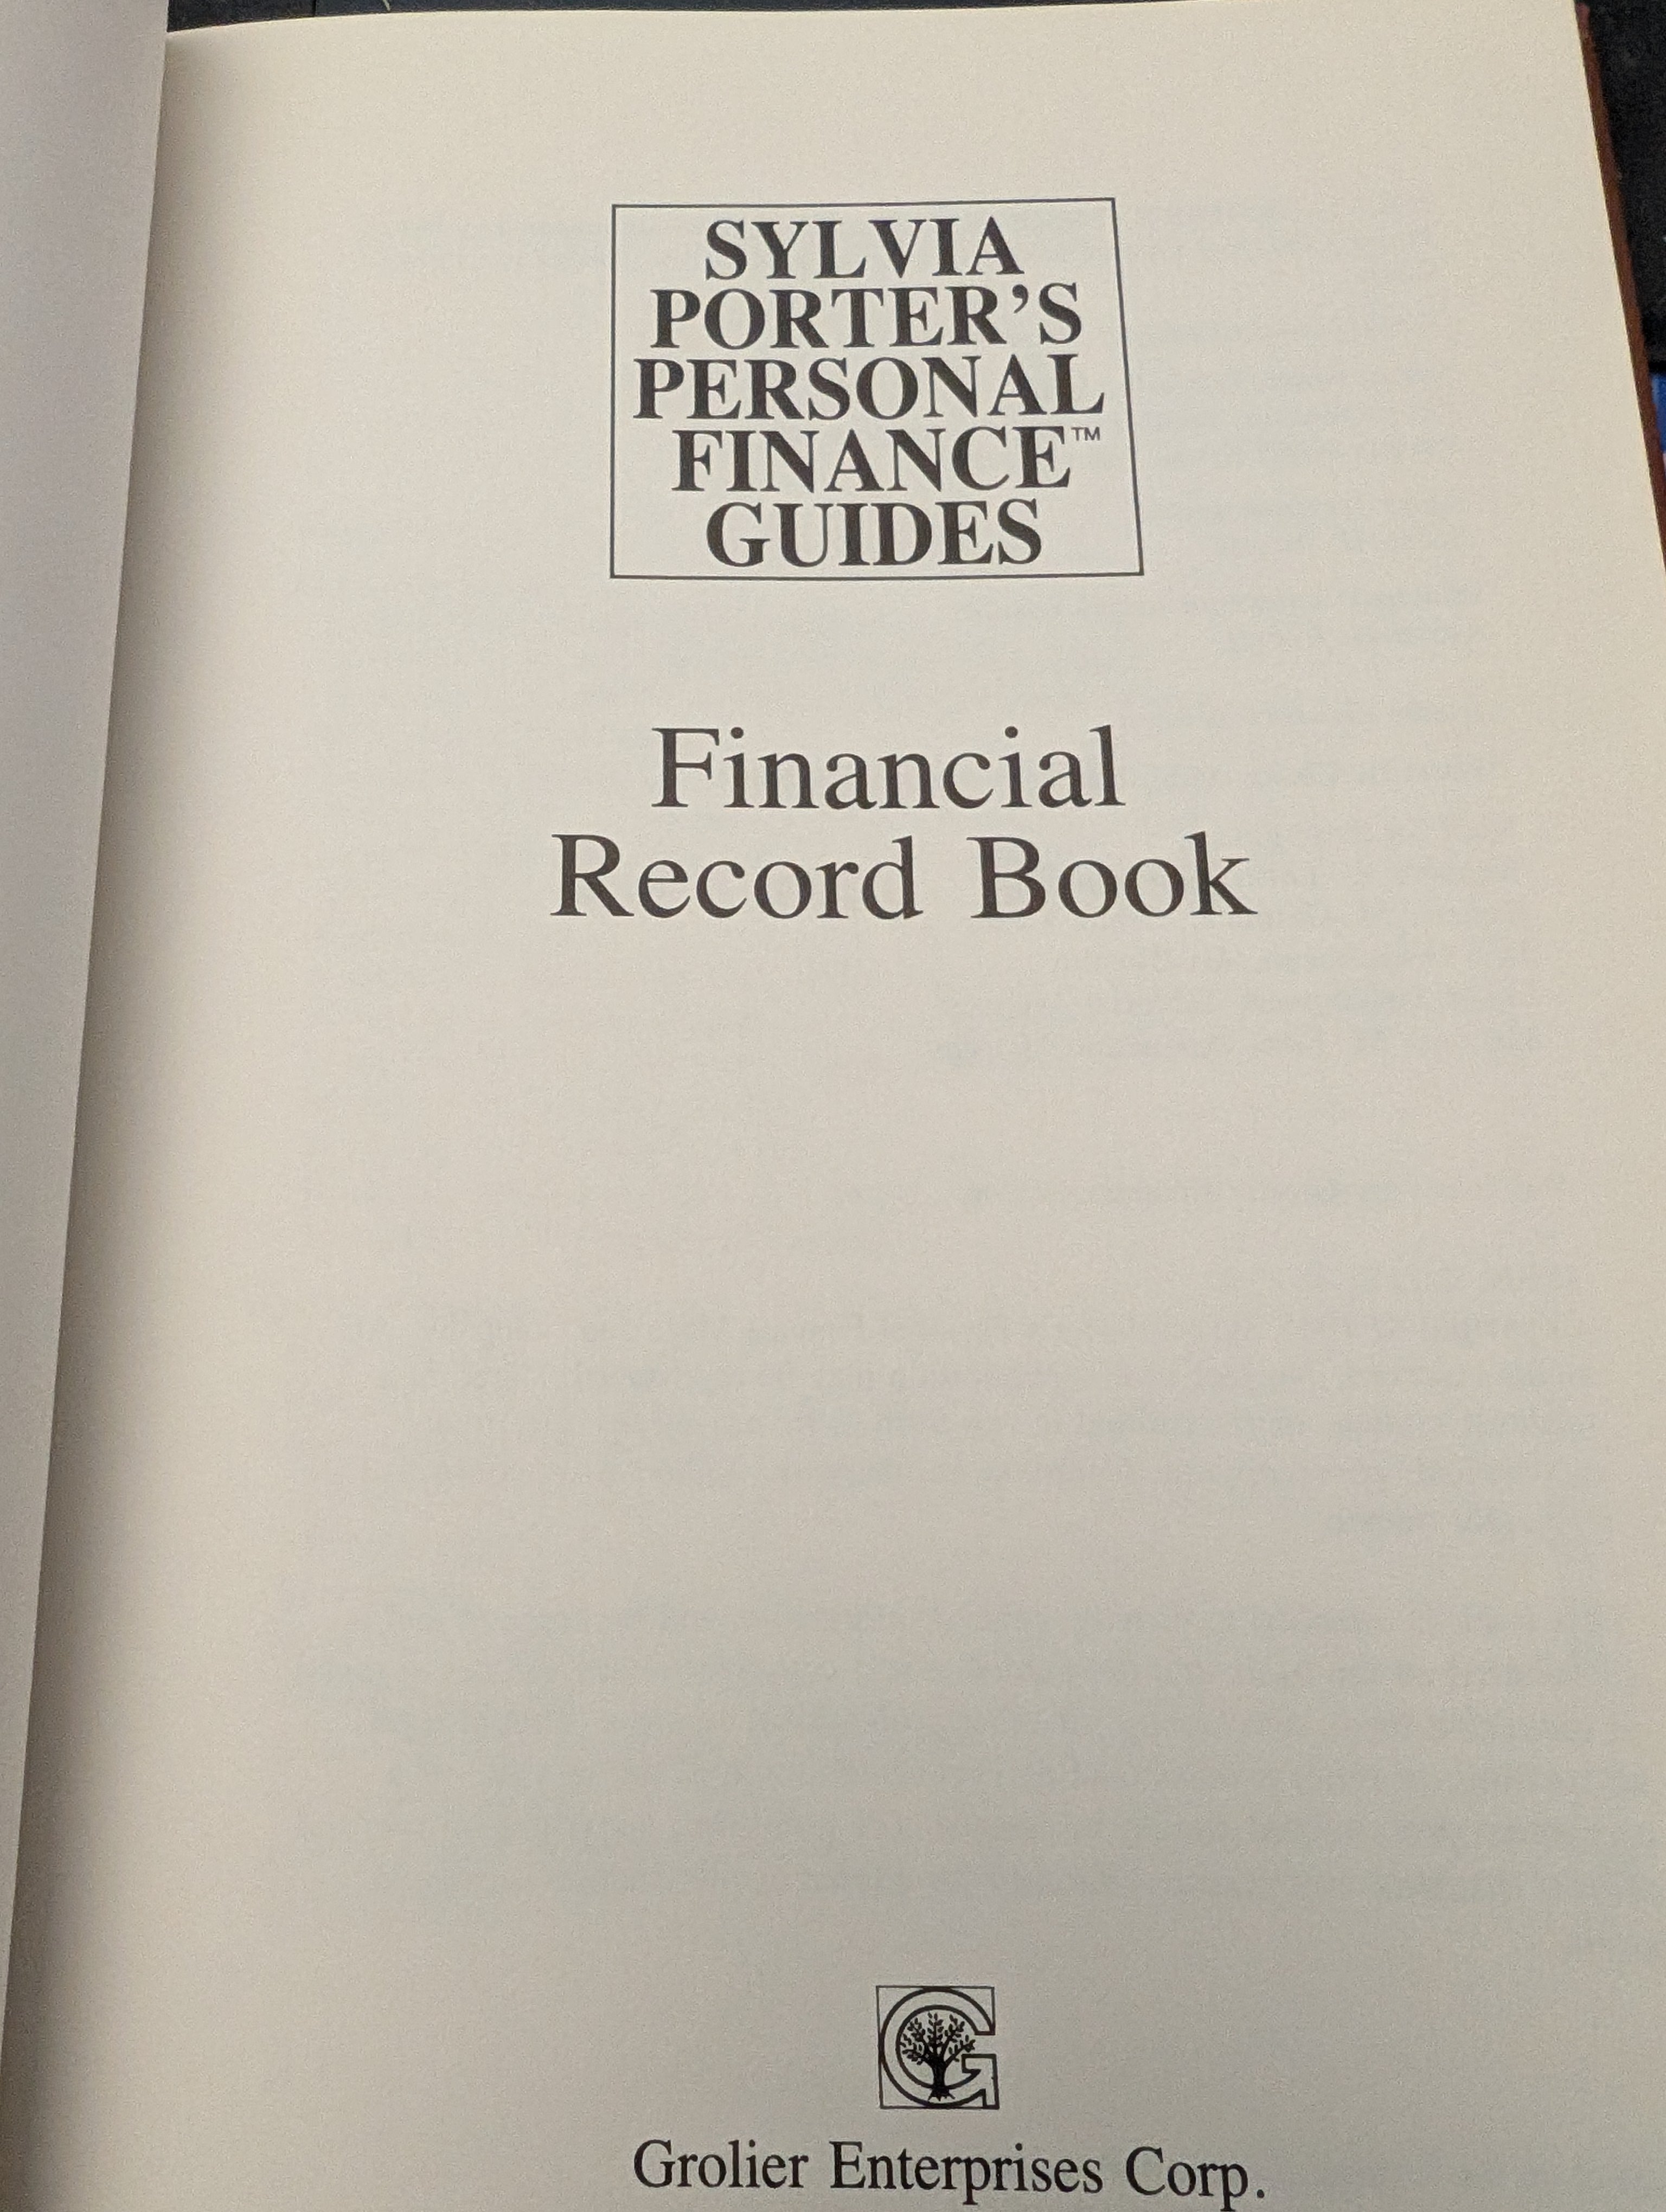 SYLVIA
PORTER'S
PERSONAL
FINANCE™
GUIDES
Financial
Record Book
G
Grolier Enterprises Corp.